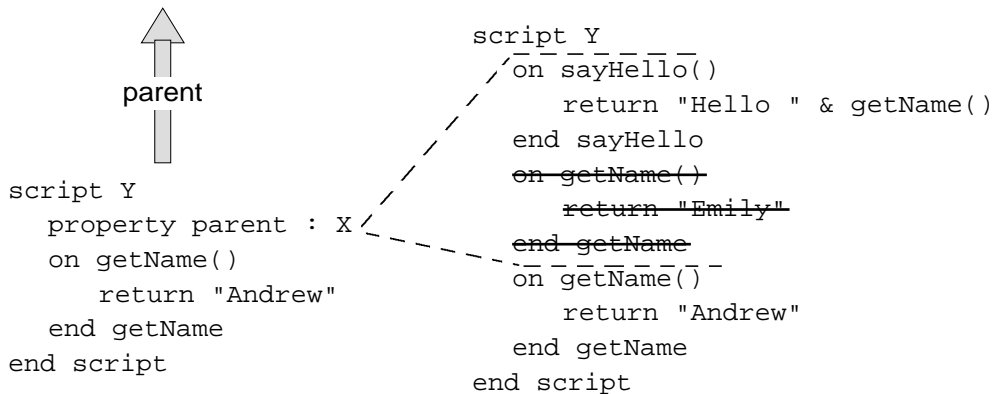 parent
script Y
property parent : X
on getName()
return "Andrew"
end getName
end script
script Y
on sayHello()
return "Hello " & getName()
end sayHello
on getName()
return "Emily"
end getName
on getName()
return "Andrew"
end getName
end script